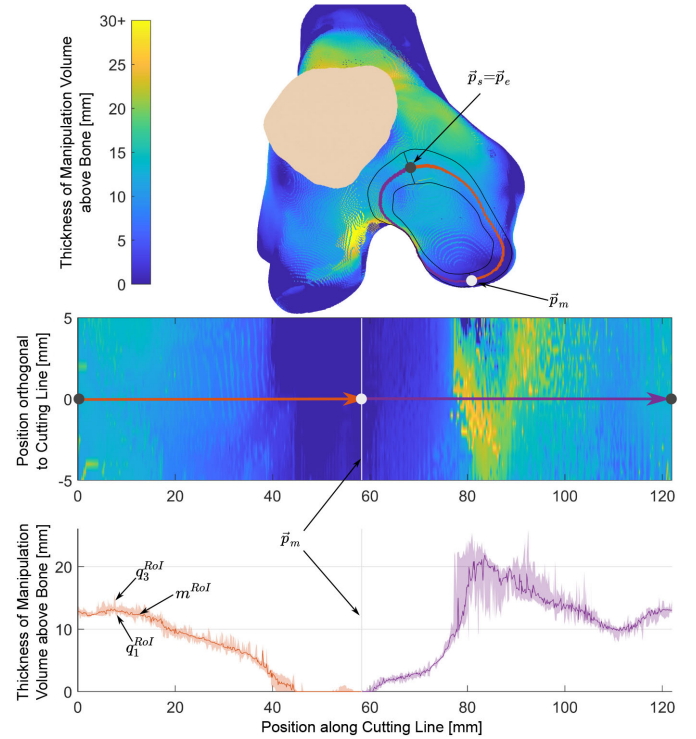 30+
25
20
15
10
5
0
Thickness of Manipulation Volume
above Bone [mm]
p⃗ₛ=p⃗ₑ
p⃗ₘ
5
0
-5
Position orthogonal
to Cutting Line [mm]
0 20 40 60 80 100 120
p⃗ₘ
20
10
0
Thickness of Manipulation
Volume above Bone [mm]
q₃ᴿᵒᴵ
mᴿᵒᴵ
q₁ᴿᵒᴵ
0 20 40 60 80 100 120
Position along Cutting Line [mm]